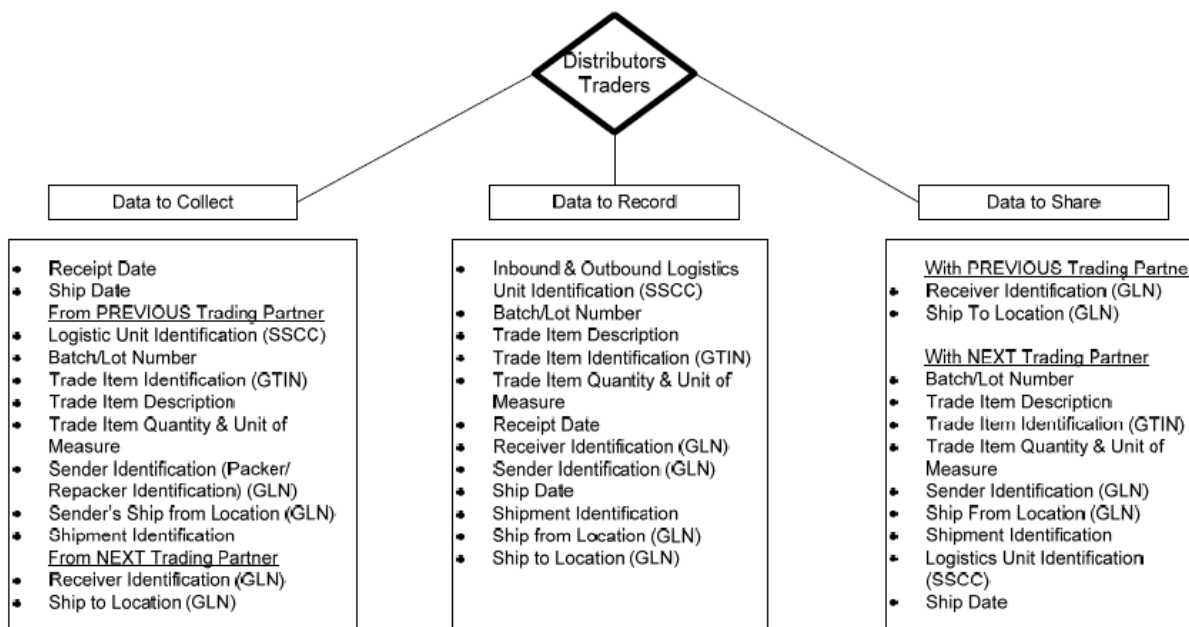 Distributors
Traders
Data to Collect
Data to Record
Data to Share
• Receipt Date
• Ship Date
From PREVIOUS Trading Partner
• Logistic Unit Identification (SSCC)
• Batch/Lot Number
• Trade Item Identification (GTIN)
• Trade Item Description
• Trade Item Quantity & Unit of
Measure
• Sender Identification (Packer/
Repacker Identification) (GLN)
• Sender's Ship from Location (GLN)
• Shipment Identification
From NEXT Trading Partner
• Receiver Identification (GLN)
• Ship to Location (GLN)
• Inbound & Outbound Logistics
Unit Identification (SSCC)
• Batch/Lot Number
• Trade Item Description
• Trade Item Identification (GTIN)
• Trade Item Quantity & Unit of
Measure
• Receipt Date
• Receiver Identification (GLN)
• Sender Identification (GLN)
• Ship Date
• Shipment Identification
• Ship from Location (GLN)
• Ship to Location (GLN)
With PREVIOUS Trading Partner
• Receiver Identification (GLN)
• Ship To Location (GLN)
With NEXT Trading Partner
• Batch/Lot Number
• Trade Item Description
• Trade Item Identification (GTIN)
• Trade Item Quantity & Unit of
Measure
• Sender Identification (GLN)
• Ship From Location (GLN)
• Shipment Identification
• Logistics Unit Identification
(SSCC)
• Ship Date